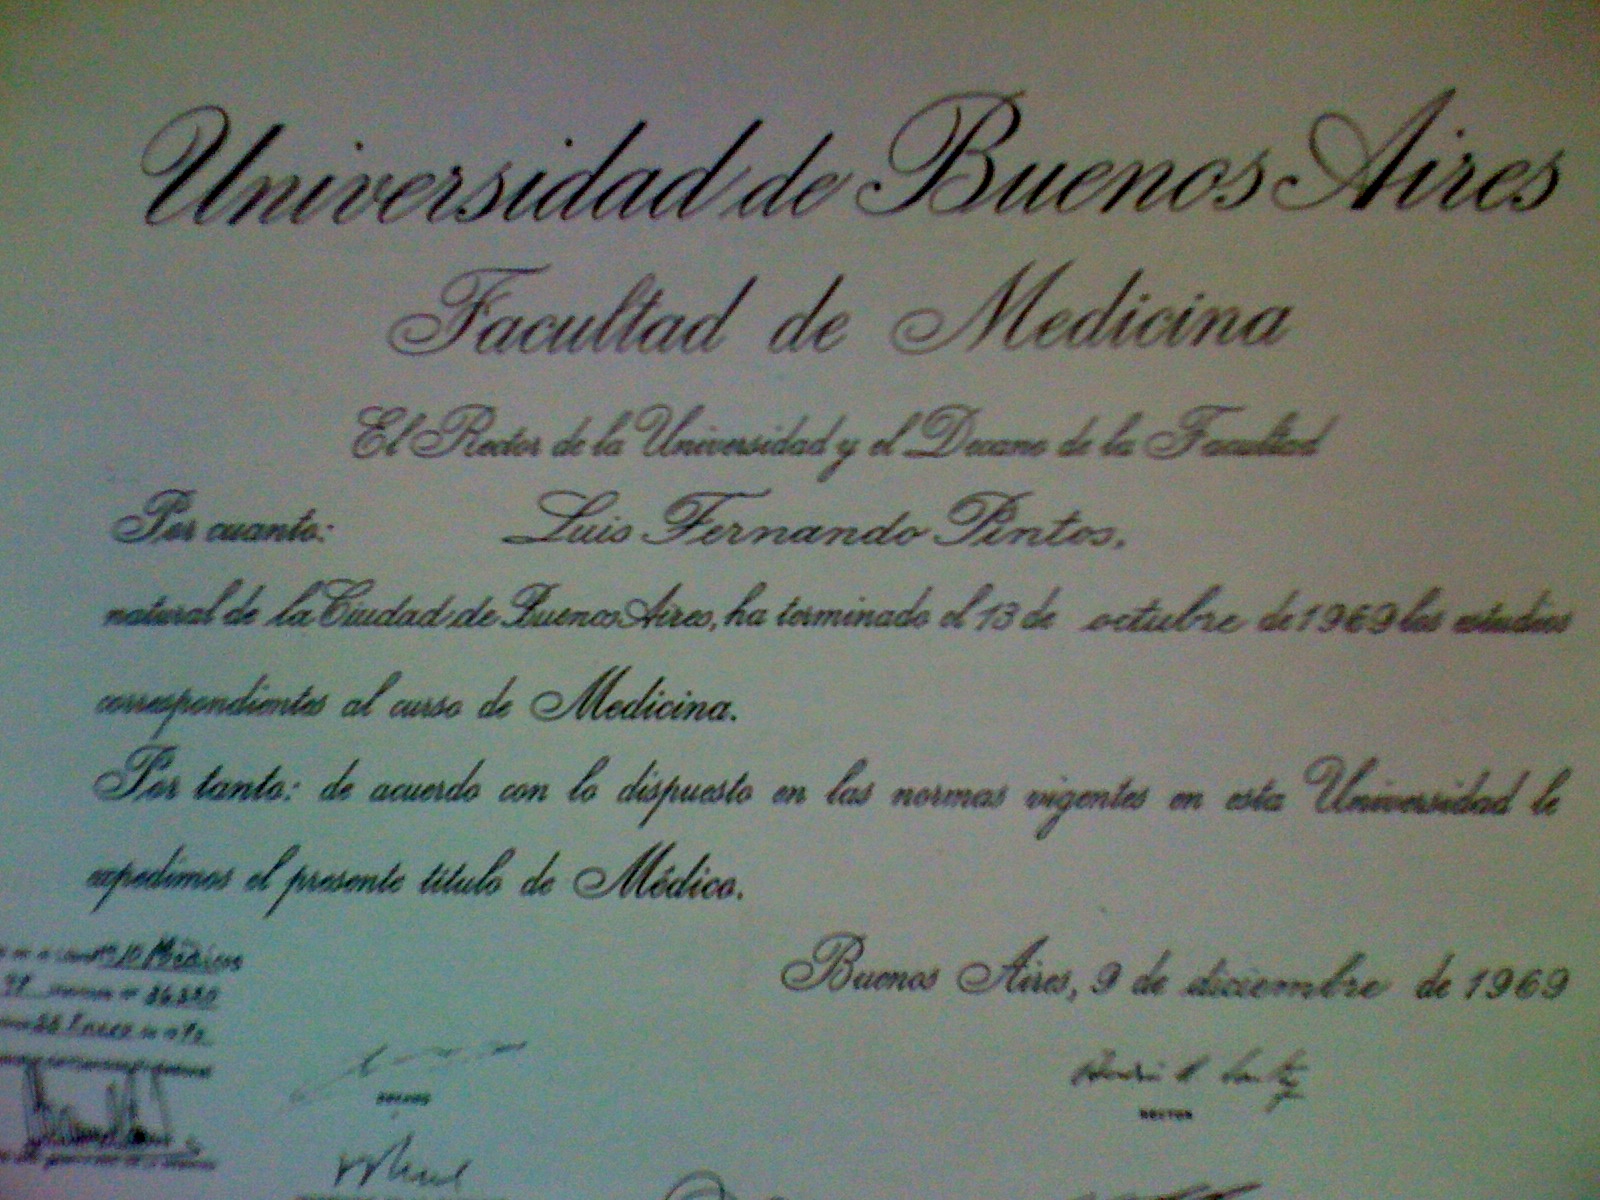 Universidad de Buenos Aires
Facultad de Medicina
El Rector de la Universidad y el Decano de la Facultad
Por cuanto: Luis Fernando Pintos,
natural de la Ciudad de Buenos Aires, ha terminado el 13 de octubre de 1969 los estudios
correspondientes al curso de Medicina.
Por tanto: de acuerdo con lo dispuesto en las normas vigentes en esta Universidad le
expedimos el presente título de Médico.
Buenos Aires, 9 de diciembre de 1969
DECANO
RECTOR